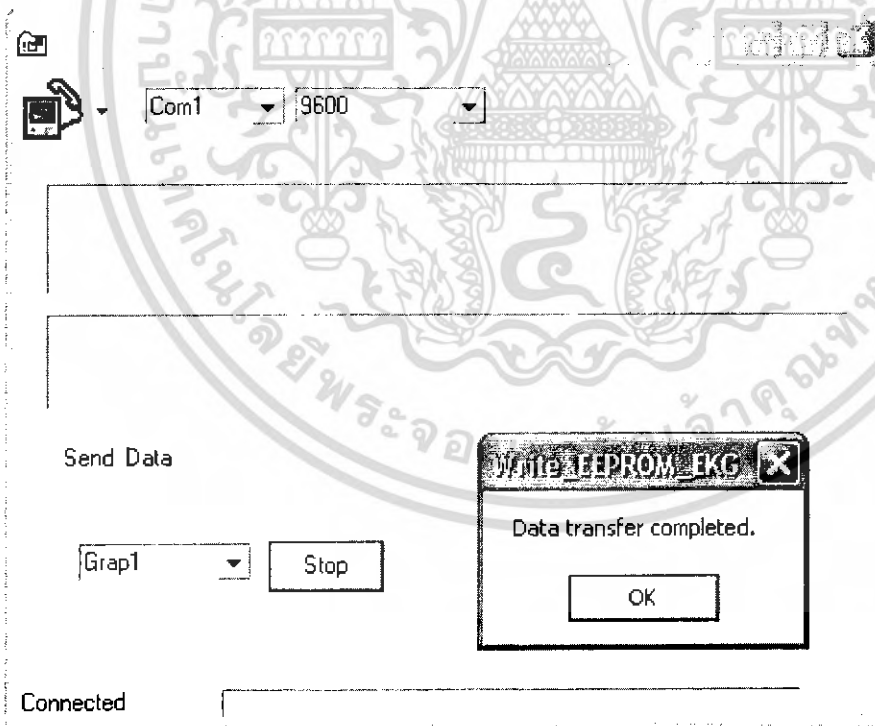 Com1 9600
Send Data
Write_EEPROM_EKG
Data transfer completed.
Grap1 Stop
OK
Connected